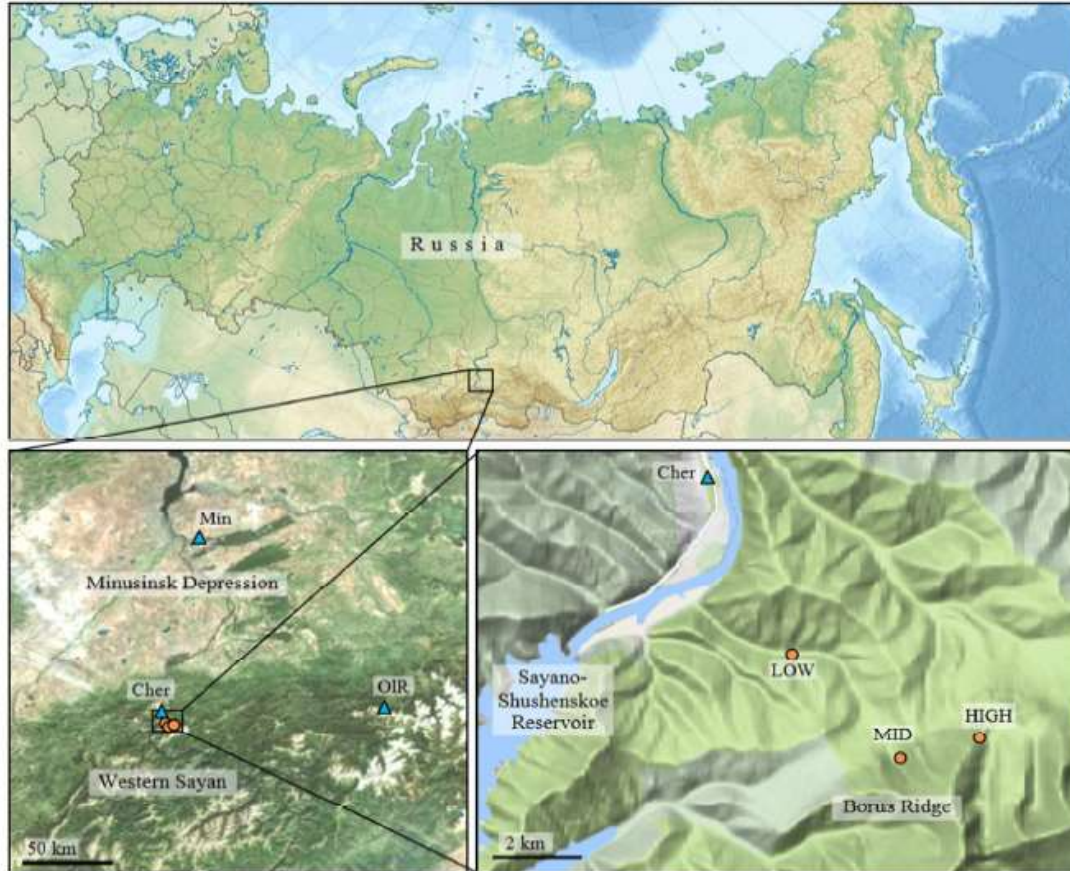 Russia
Min
Minusinsk Depression
Cher
OlR
Western Sayan
50 km
Cher
LOW
Sayano-
Shushenskoe
Reservoir
HIGH
MID
Borus Ridge
2 km